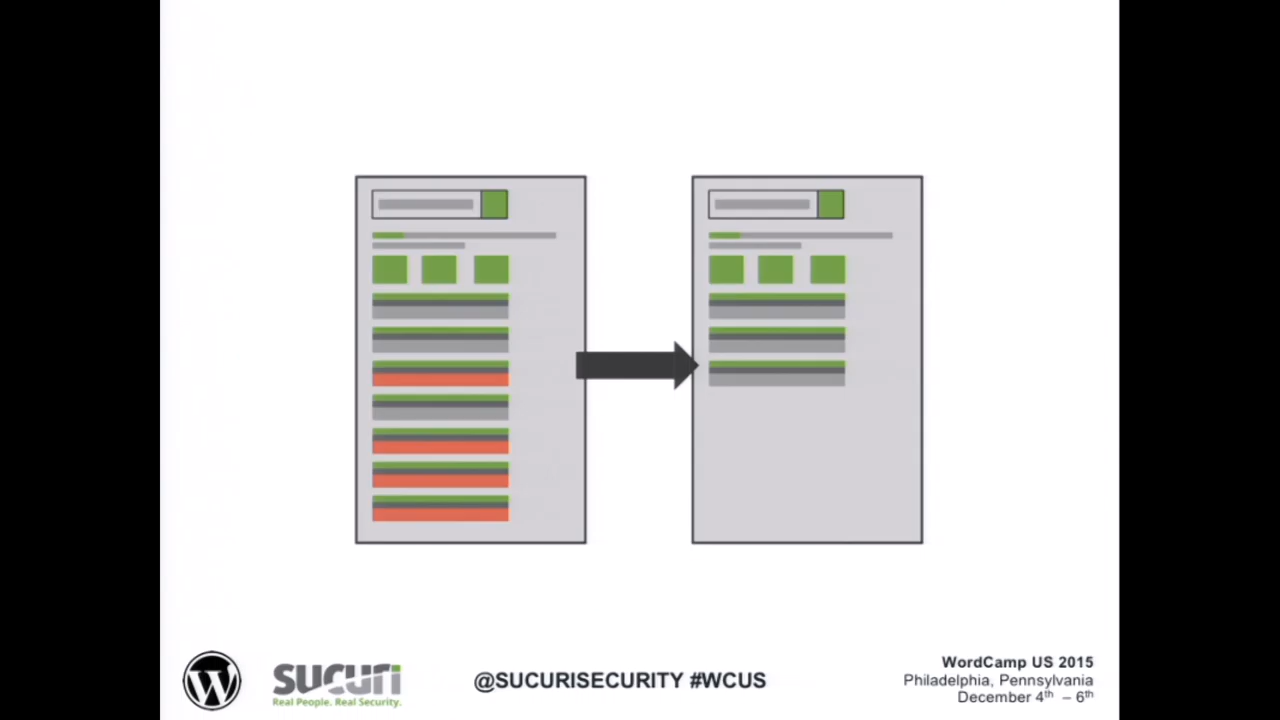 WordCamp US 2015
Philadelphia, Pennsylvania
December 4th – 6th
@SUCURISECURITY #WCUS
SUCURi
Real People. Real Security.